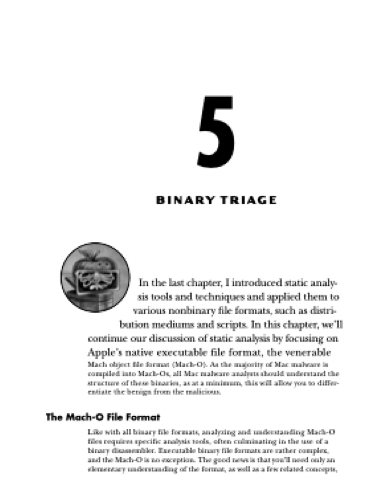 5
BINARY TRIAGE
In the last chapter, I introduced static analy-
sis tools and techniques and applied them to
various nonbinary file formats, such as distri-
bution mediums and scripts. In this chapter, we'll
continue our discussion of static analysis by focusing on
Apple's native executable file format, the venerable
Mach object file format (Mach-O). As the majority of Mac malware is
compiled into Mach-Os, all Mac malware analysts should understand the
structure of these binaries, as at a minimum, this will allow you to differ-
entiate the benign from the malicious.
The Mach-O File Format
Like with all binary file formats, analyzing and understanding Mach-O
files requires specific analysis tools, often culminating in the use of a
binary disassembler. Executable binary file formats are rather complex,
and the Mach-O is no exception. The good news is that you'll need only an
elementary understanding of the format, as well as a few related concepts,